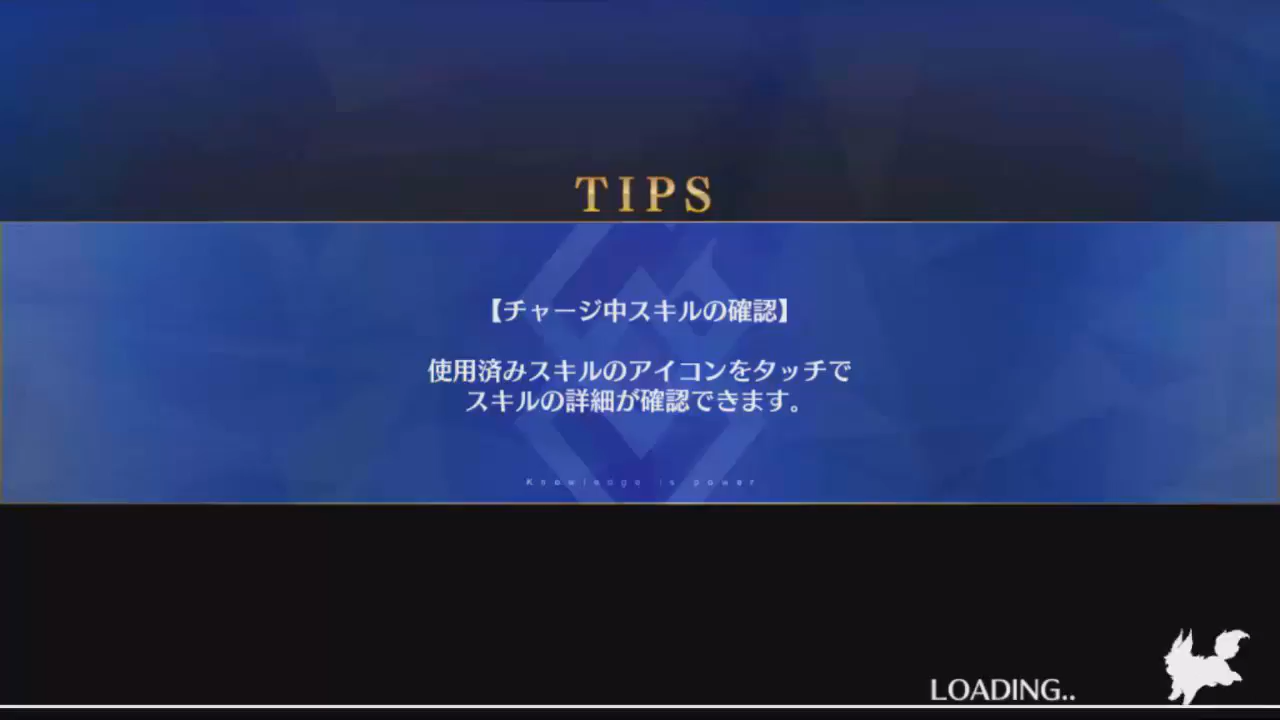 TIPS
【チャージ中スキルの確認】
使用済みスキルのアイコンをタッチで
スキルの詳細が確認できます。
Knowledge is power
LOADING..